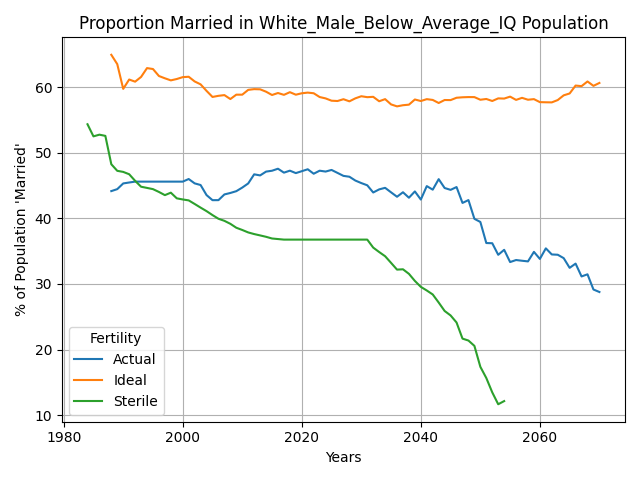 Proportion Married in White_Male_Below_Average_IQ Population
% of Population 'Married'
60
50
40
30
20
10
Fertility
Actual
Ideal
Sterile
1980
2000
2020
2040
2060
Years